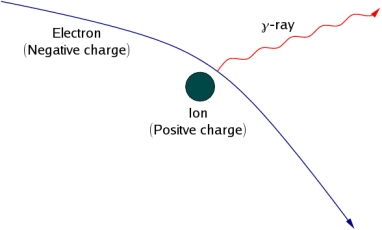 γ-ray
Electron
(Negative charge)
Ion
(Positve charge)